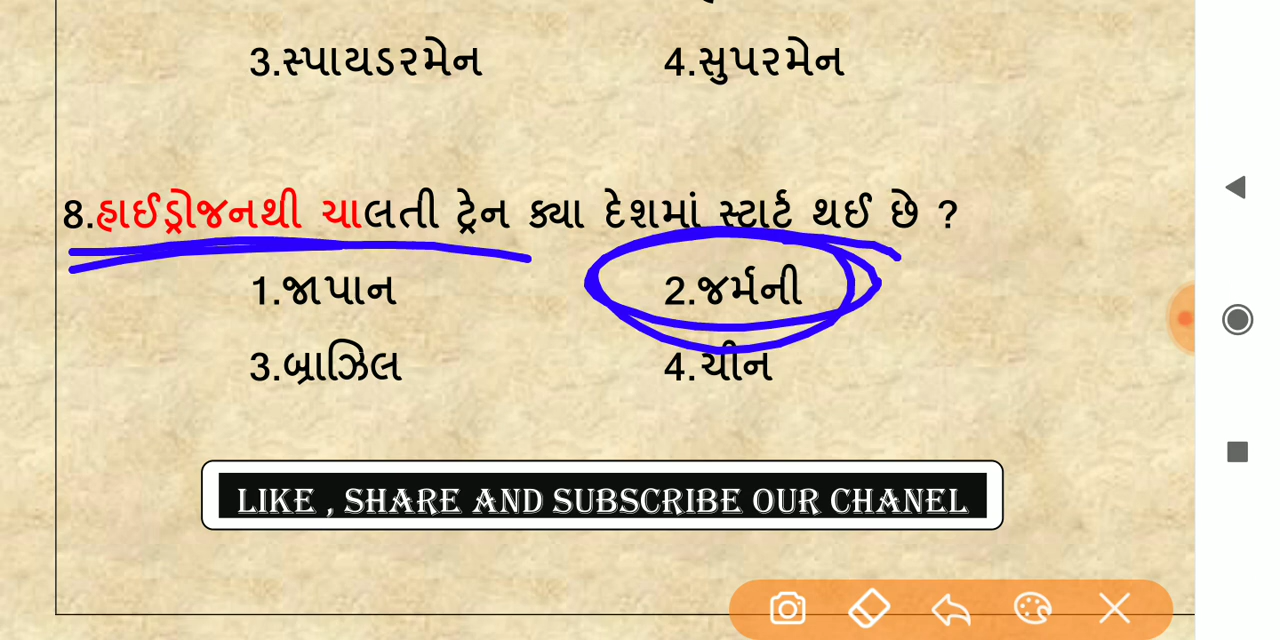 3.સ્પાયડરમેન 4.સુપરમેન
8.હાઈડ્રોજનથી ચાલતી ટ્રેન ક્યા દેશમાં સ્ટાર્ટ થઈ છે ?
1.જાપાન 2.જર્મની
3.બ્રાઝિલ 4.ચીન
LIKE , SHARE AND SUBSCRIBE OUR CHANEL